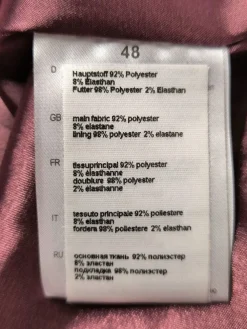 48
D
Hauptstoff 92% Polyester
8% Elasthan
Futter 98% Polyester 2% Elasthan
GB
main fabric 92% polyester
8% elastane
lining 98% polyester 2% elastane
FR
tissuprincipal 92% polyester
8% élasthanne
doublure 98% polyester
2% élasthanne
IT
tessuto principale 92% poliestere
8% elastan
fordera 98% poliestere 2% elasthan
RU
основная ткань 92% полиэстер
8% эластан
подкладка 98% полиэстер
2% эластан